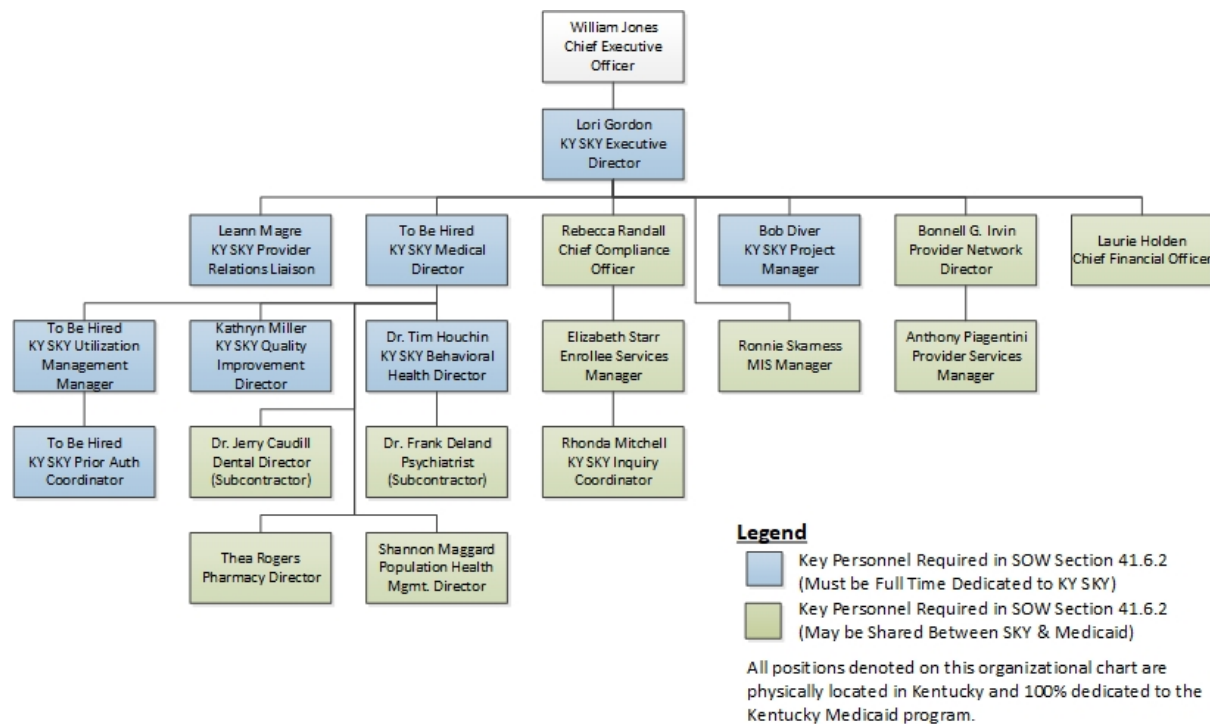 William Jones
Chief Executive
Officer
Lori Gordon
KY SKY Executive
Director
Leann Magre
KY SKY Provider
Relations Liaison
To Be Hired
KY SKY Medical
Director
Rebecca Randall
Chief Compliance
Officer
Bob Diver
KY SKY Project
Manager
Bonnell G. Irvin
Provider Network
Director
Laurie Holden
Chief Financial Officer
To Be Hired
KY SKY Utilization
Management
Manager
Kathryn Miller
KY SKY Quality
Improvement
Director
Dr. Tim Houchin
KY SKY Behavioral
Health Director
Elizabeth Starr
Enrollee Services
Manager
Ronnie Skarness
MIS Manager
Anthony Piagentini
Provider Services
Manager
To Be Hired
KY SKY Prior Auth
Coordinator
Dr. Jerry Caudill
Dental Director
(Subcontractor)
Dr. Frank Deland
Psychiatrist
(Subcontractor)
Rhonda Mitchell
KY SKY Inquiry
Coordinator
Thea Rogers
Pharmacy Director
Shannon Maggard
Population Health
Mgmt. Director
Legend
Key Personnel Required in SOW Section 41.6.2
(Must be Full Time Dedicated to KY SKY)
Key Personnel Required in SOW Section 41.6.2
(May be Shared Between SKY & Medicaid)
All positions denoted on this organizational chart are
physically located in Kentucky and 100% dedicated to the
Kentucky Medicaid program.